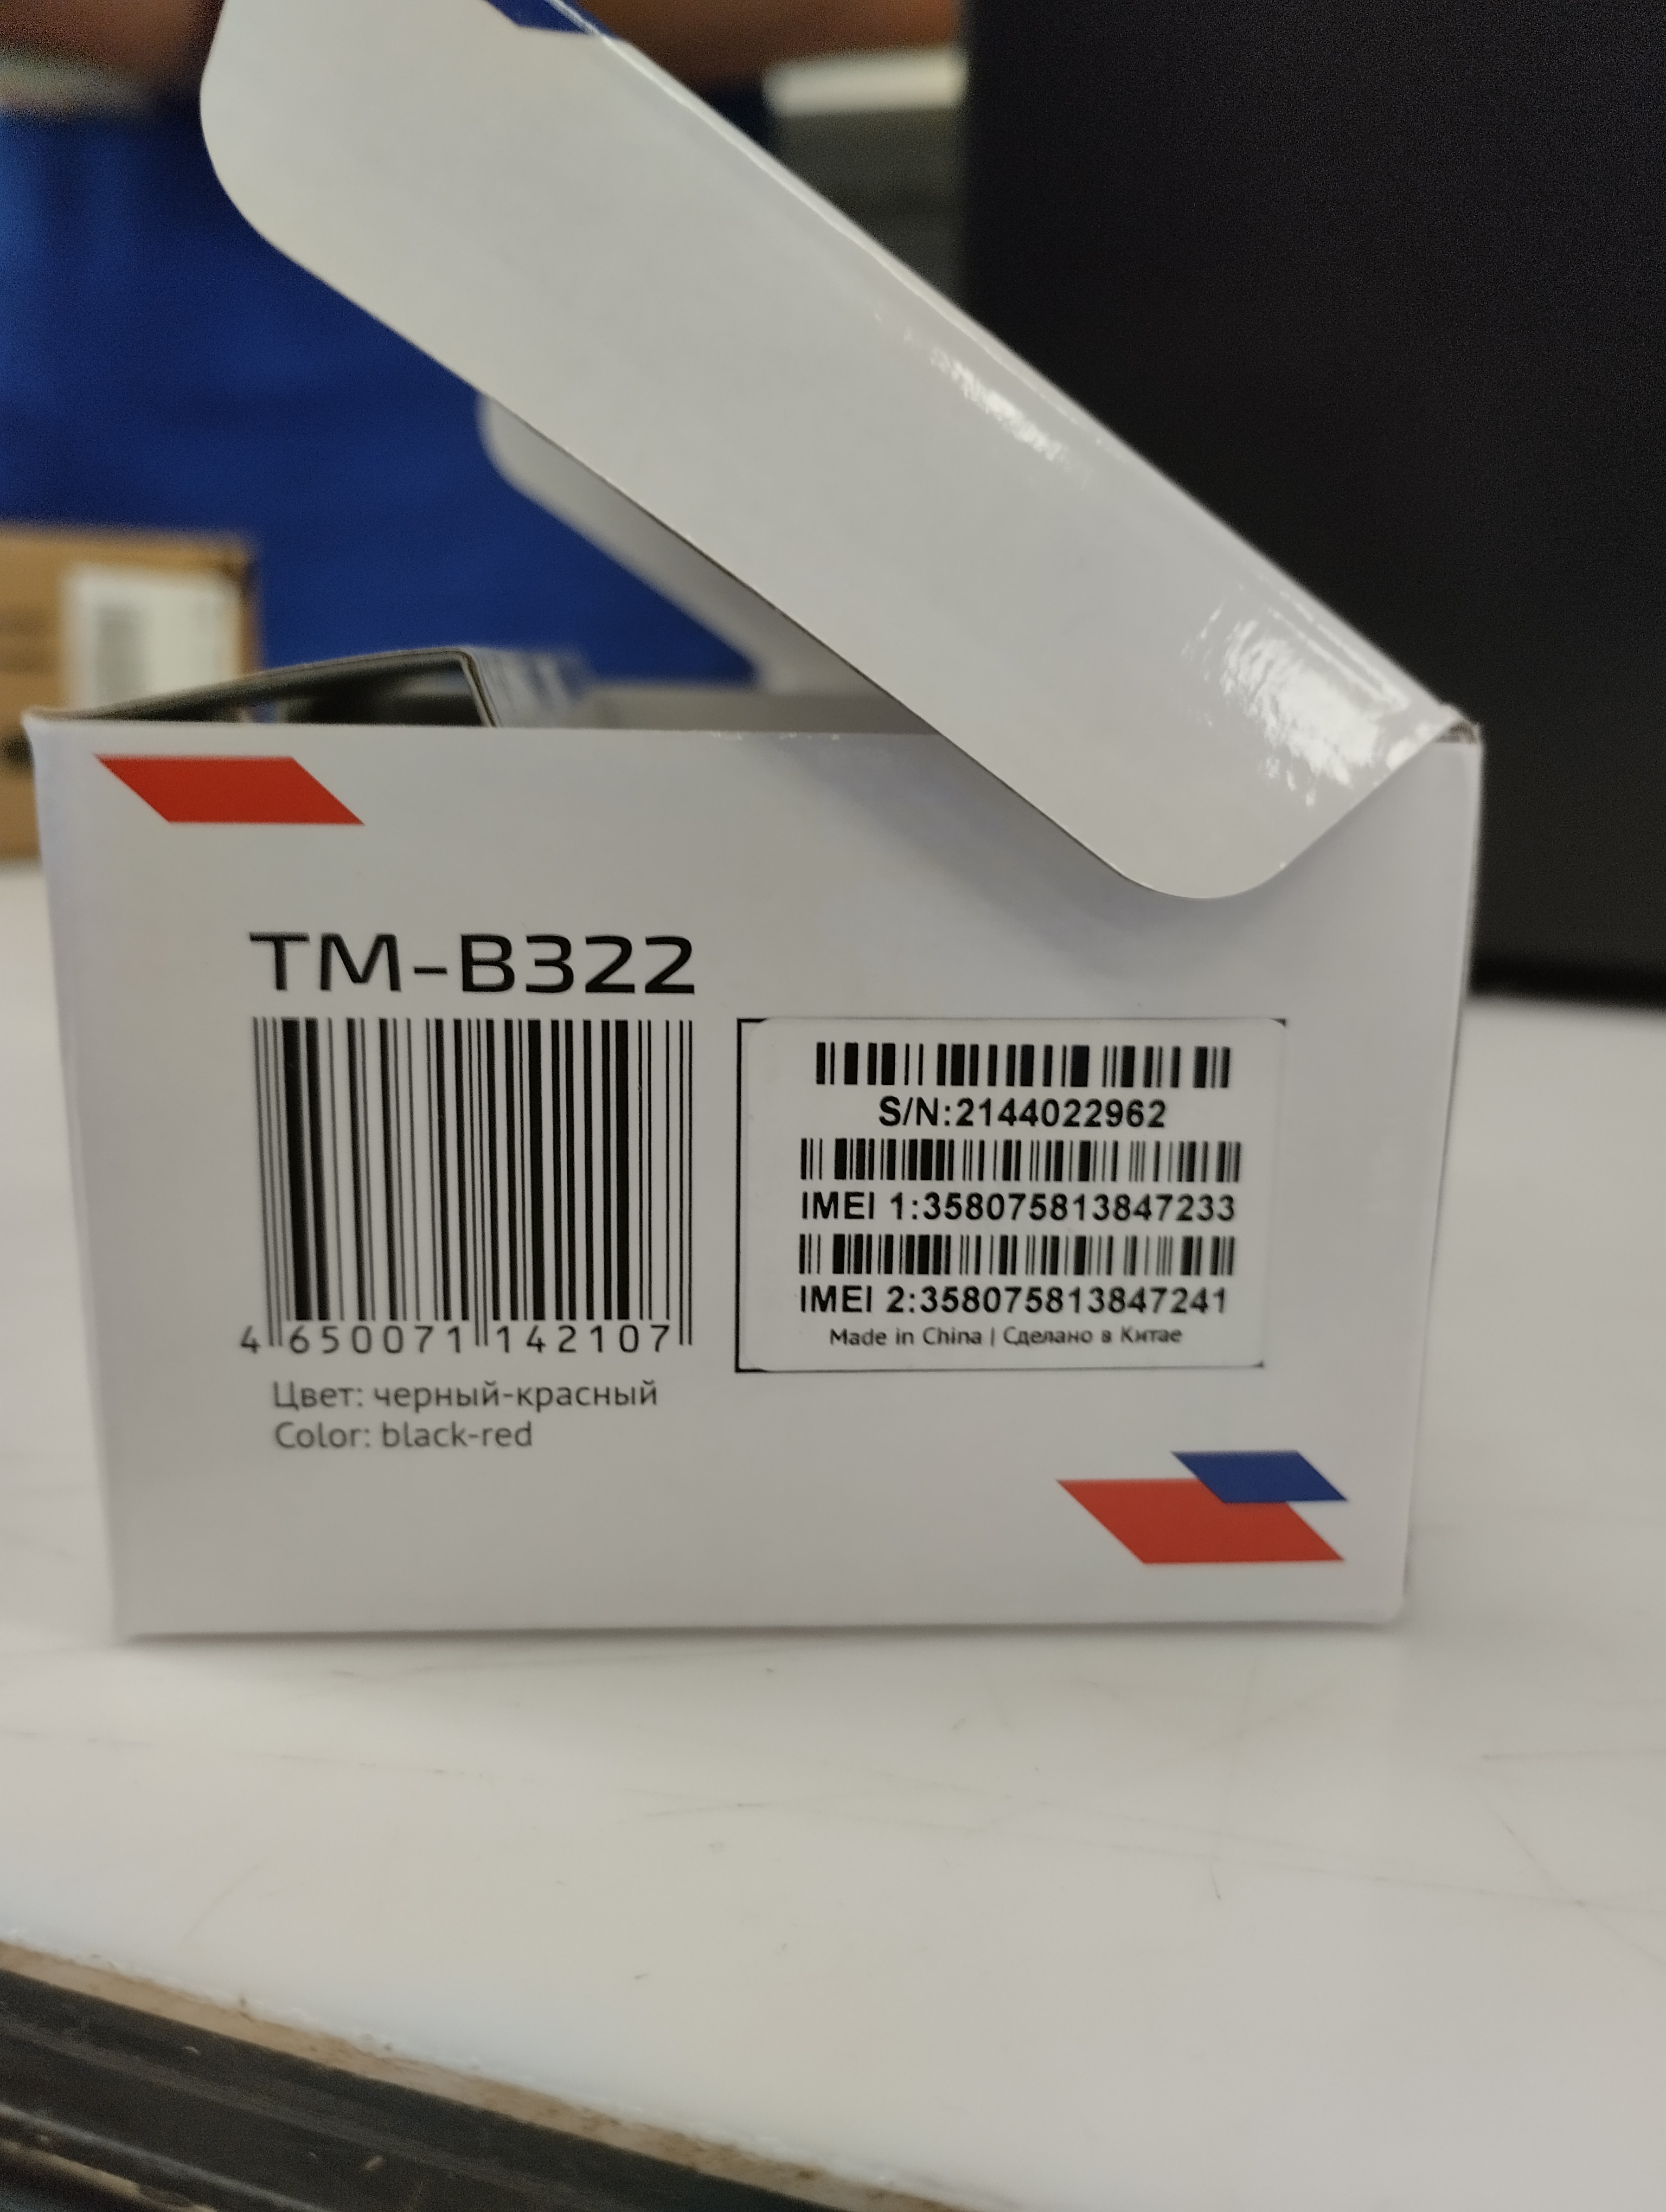 TM-B322
4 650071 142107
Цвет: черный-красный
Color: black-red
S/N:2144022962
IMEI 1:358075813847233
IMEI 2:358075813847241
Made in China | Сделано в Китае